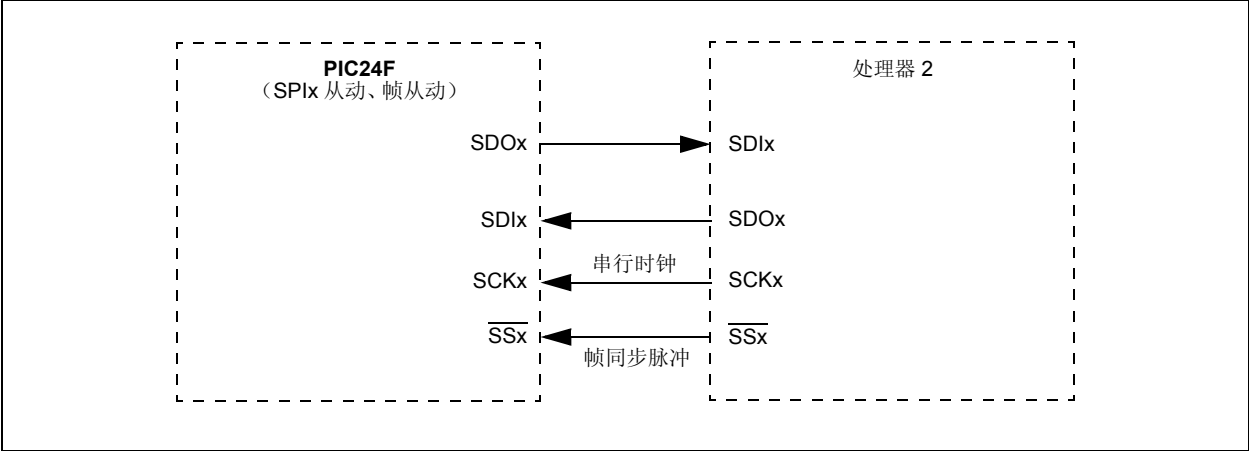 PIC24F
（SPIx 从动、帧从动）
处理器 2
SDOx
SDIx
SDIx
SDOx
串行时钟
SCKx
SCKx
SSx
SSx
帧同步脉冲